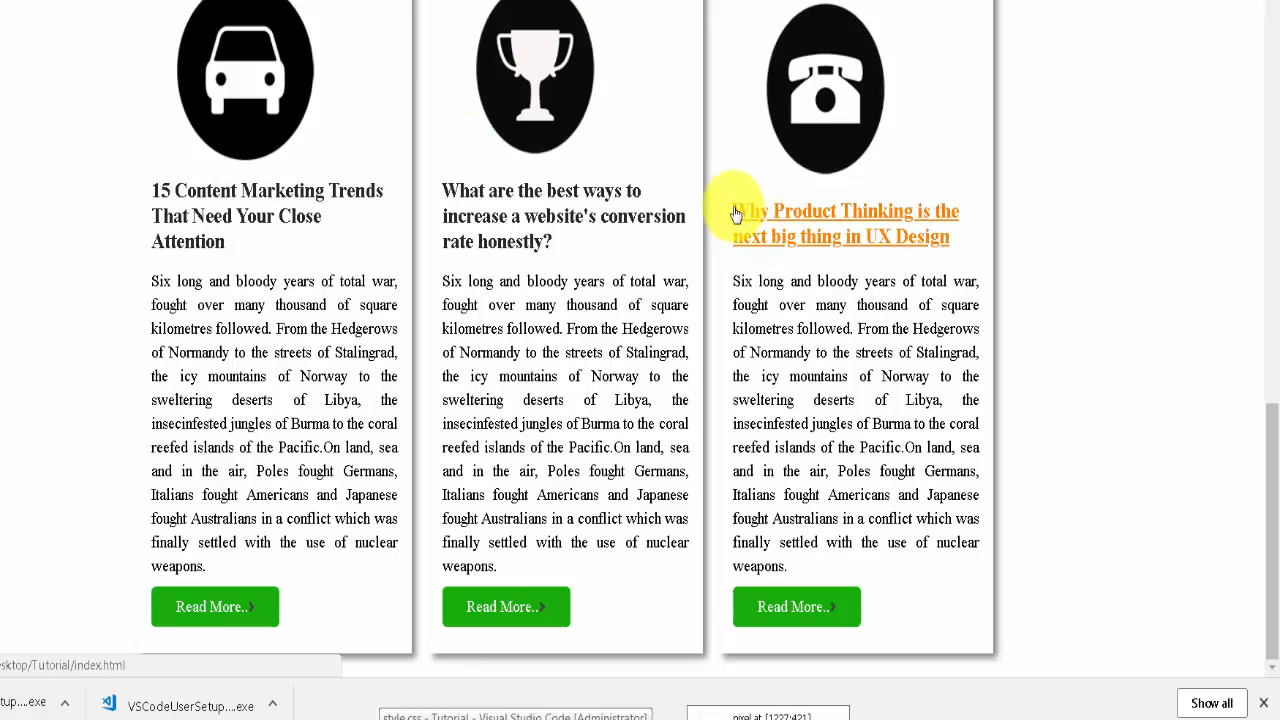 15 Content Marketing Trends
That Need Your Close
Attention
Six long and bloody years of total war,
fought over many thousand of square
kilometres followed. From the Hedgerows
of Normandy to the streets of Stalingrad,
the icy mountains of Norway to the
sweltering deserts of Libya, the
insecinfested jungles of Burma to the coral
reefed islands of the Pacific.On land, sea
and in the air, Poles fought Germans,
Italians fought Americans and Japanese
fought Australians in a conflict which was
finally settled with the use of nuclear
weapons.
Read More..
What are the best ways to
increase a website's conversion
rate honestly?
Six long and bloody years of total war,
fought over many thousand of square
kilometres followed. From the Hedgerows
of Normandy to the streets of Stalingrad,
the icy mountains of Norway to the
sweltering deserts of Libya, the
insecinfested jungles of Burma to the coral
reefed islands of the Pacific.On land, sea
and in the air, Poles fought Germans,
Italians fought Americans and Japanese
fought Australians in a conflict which was
finally settled with the use of nuclear
weapons.
Read More..
Why Product Thinking is the
next big thing in UX Design
Six long and bloody years of total war,
fought over many thousand of square
kilometres followed. From the Hedgerows
of Normandy to the streets of Stalingrad,
the icy mountains of Norway to the
sweltering deserts of Libya, the
insecinfested jungles of Burma to the coral
reefed islands of the Pacific.On land, sea
and in the air, Poles fought Germans,
Italians fought Americans and Japanese
fought Australians in a conflict which was
finally settled with the use of nuclear
weapons.
Read More..
esktop/Tutorial/index.html
tup....exe
VSCodeUserSetup....exe
Show all
style.css - Tutorial - Visual Studio Code [Administrator]
pixel at [1227:421]